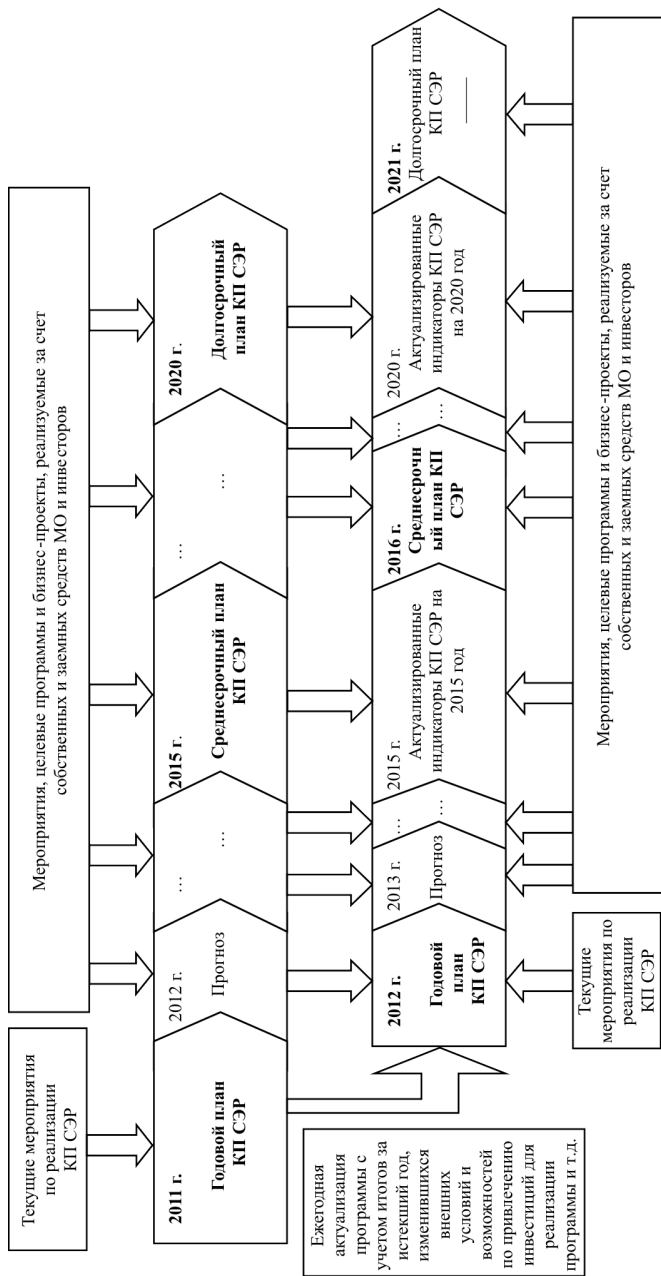 Текущие мероприятия
по реализации
КП СЭР
Мероприятия, целевые программы и бизнес-проекты, реализуемые за счет
собственных и заемных средств МО и инвесторов
2011 г.
Годовой план
КП СЭР
2012 г.
Прогноз
…
…
2015 г.
Среднесрочный план
КП СЭР
…
…
2020 г.
Долгосрочный
план КП СЭР
Ежегодная
актуализация
программы с
учетом итогов за
истекший год,
изменившихся
внешних
условий и
возможностей
по привлечению
инвестиций для
реализации
программы и т.д.
2012 г.
Годовой
план
КП СЭР
2013 г.
Прогноз
…
…
2015 г.
Актуализированные
индикаторы КП СЭР на
2015 год
2016 г.
Среднесрочн
ый план КП
СЭР
…
…
2020 г.
Актуализированные
индикаторы КП СЭР
на 2020 год
2021 г.
Долгосрочный план
КП СЭР
Текущие
мероприятия по
реализации
КП СЭР
Мероприятия, целевые программы и бизнес-проекты, реализуемые за счет
собственных и заемных средств МО и инвесторов